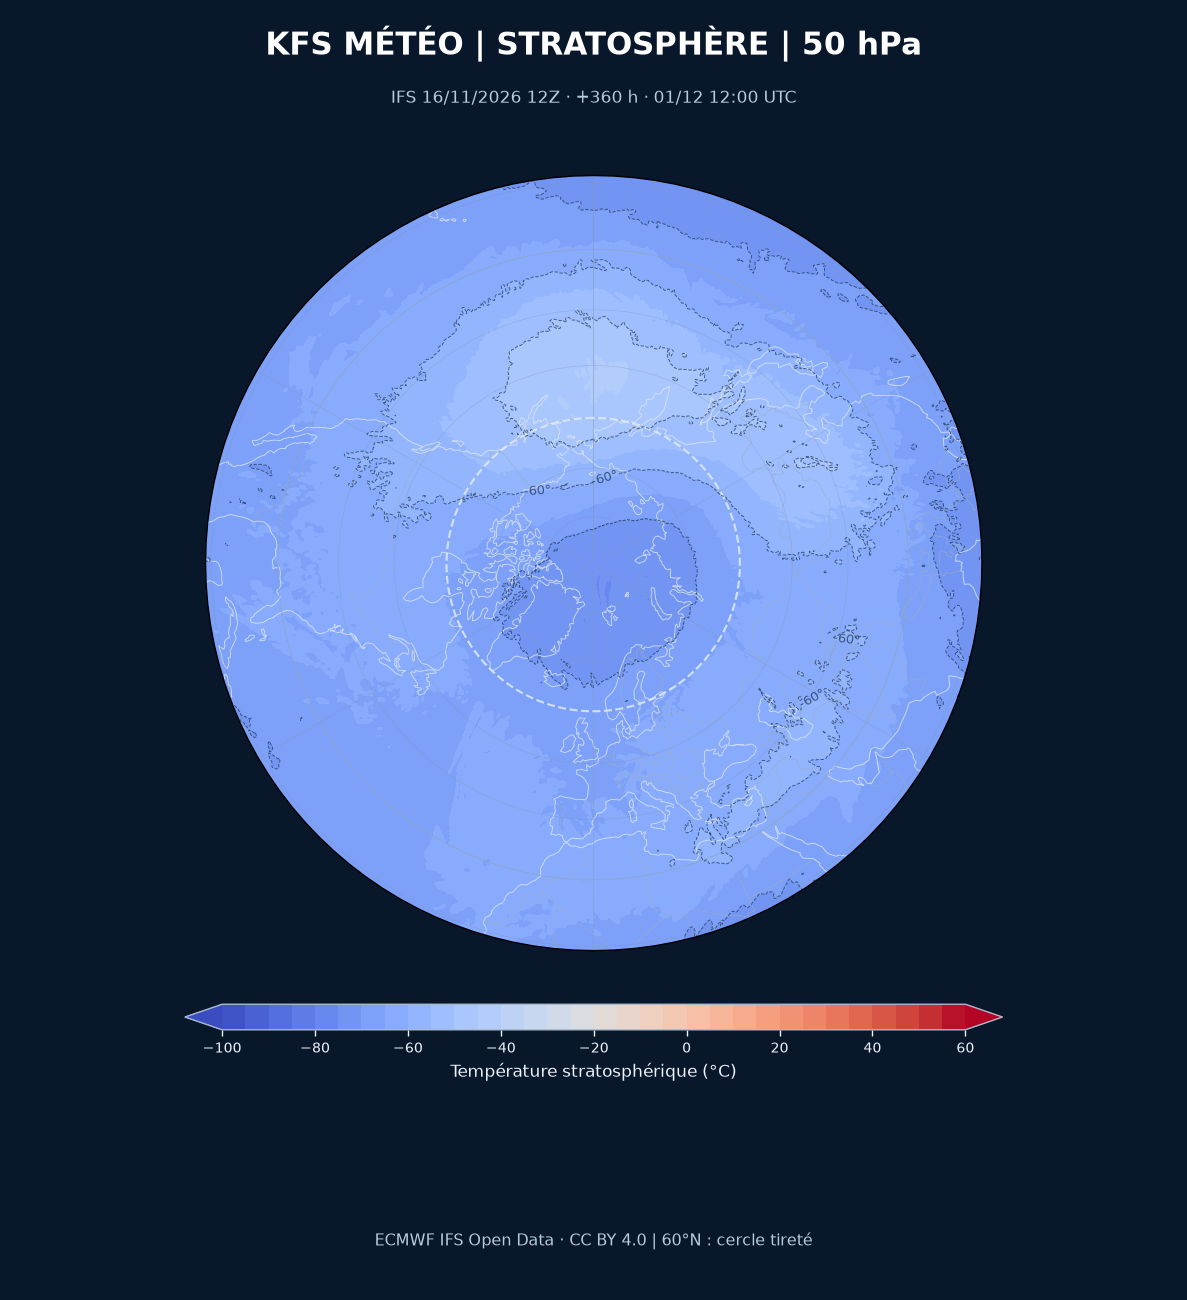 KFS MÉTÉO | STRATOSPHÈRE | 50 hPa
IFS 16/11/2026 12Z · +360 h · 01/12 12:00 UTC
-60°
-60°
60°
-60°
−100 −80 −60 −40 −20 0 20 40 60
Température stratosphérique (°C)
ECMWF IFS Open Data · CC BY 4.0 | 60°N : cercle tireté